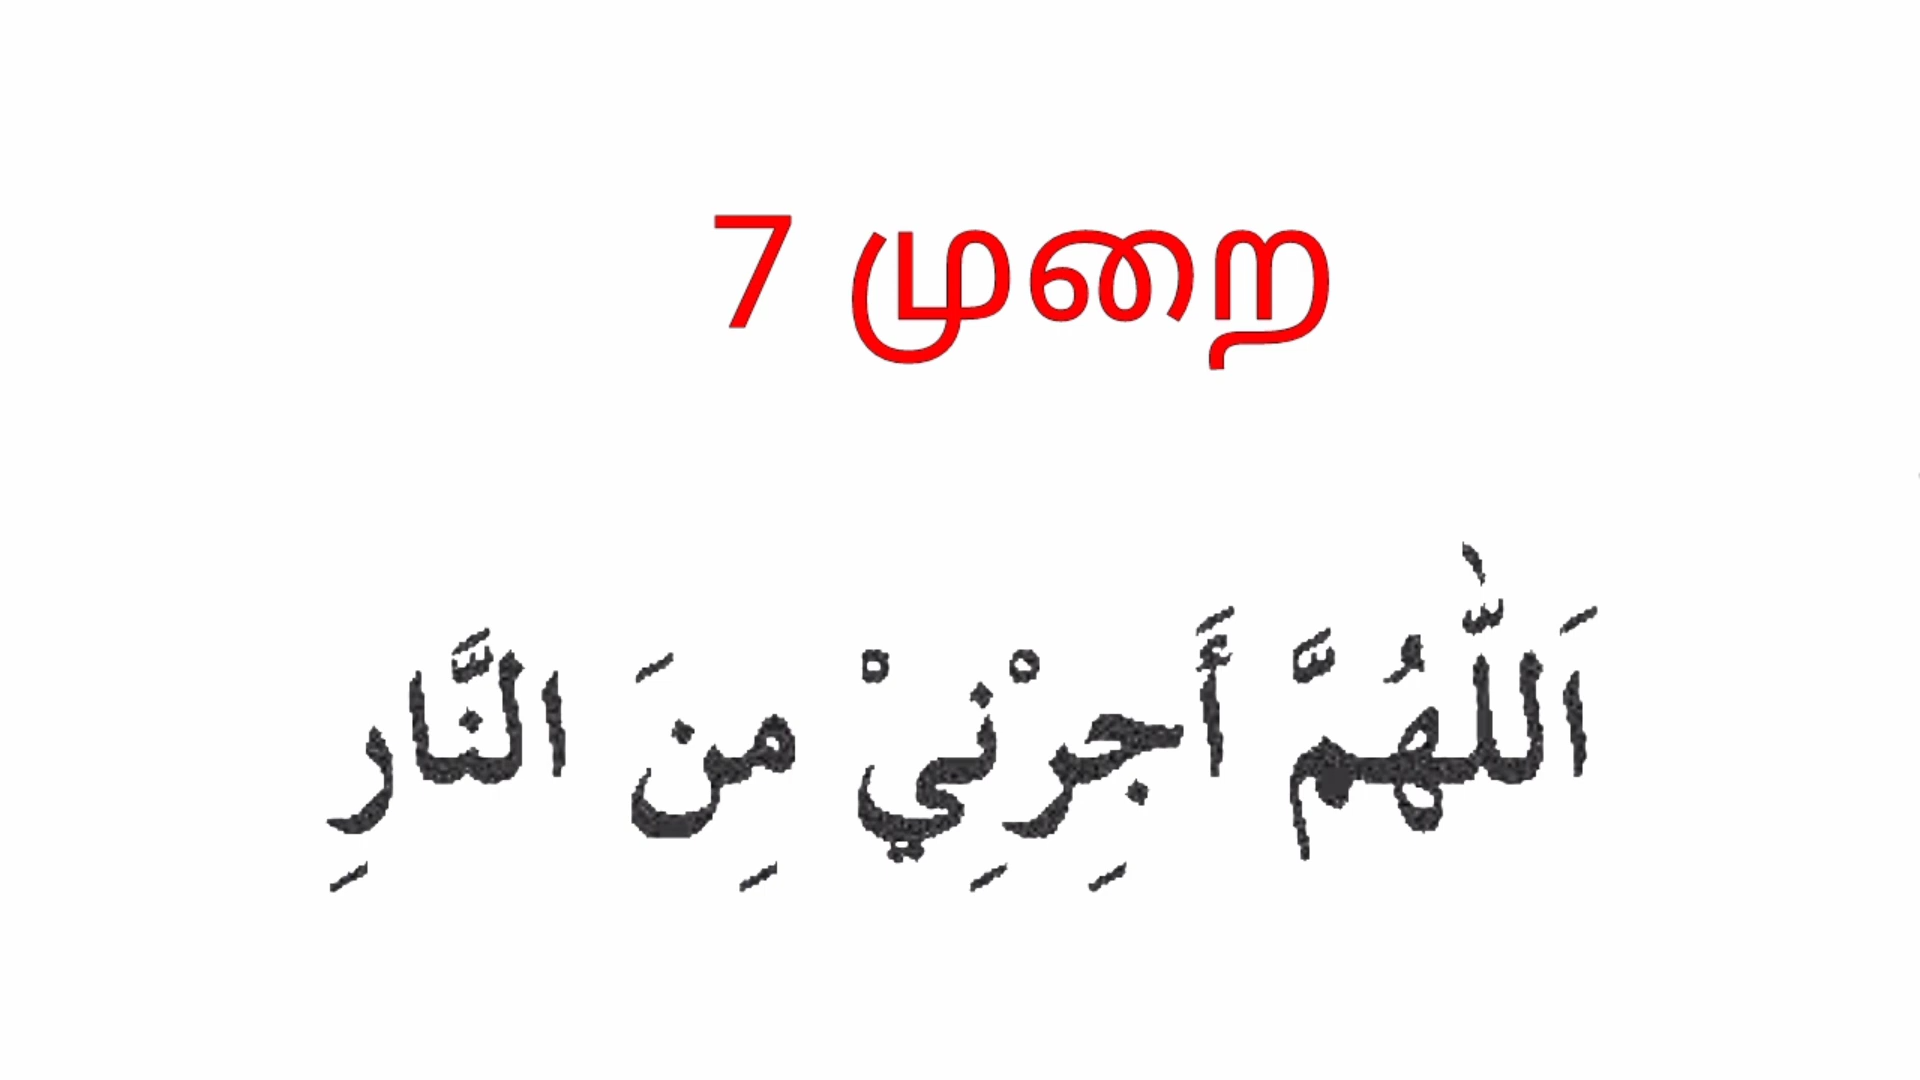 7 முறை
اَللّٰهُمَّ أَجِرْنِيْ مِنَ النَّارِ